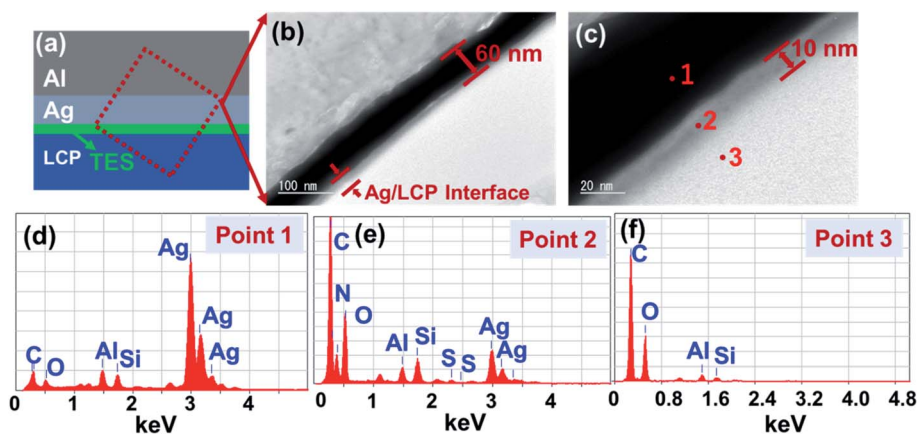 (a)
Al
Ag
LCP
TES
(b)
60 nm
100 nm
Ag/LCP Interface
(c)
10 nm
1
2
3
20 nm
(d)
Point 1
Ag
Ag
Ag
C
O
Al
Si
0 1 2 3 4 5
keV
(e)
Point 2
C
N
O
Al
Si
S
S
Ag
Ag
0 1 2 3 4
keV
(f)
Point 3
C
O
Al
Si
0 0.8 1.6 2.4 3.2 4.0 4.8
keV